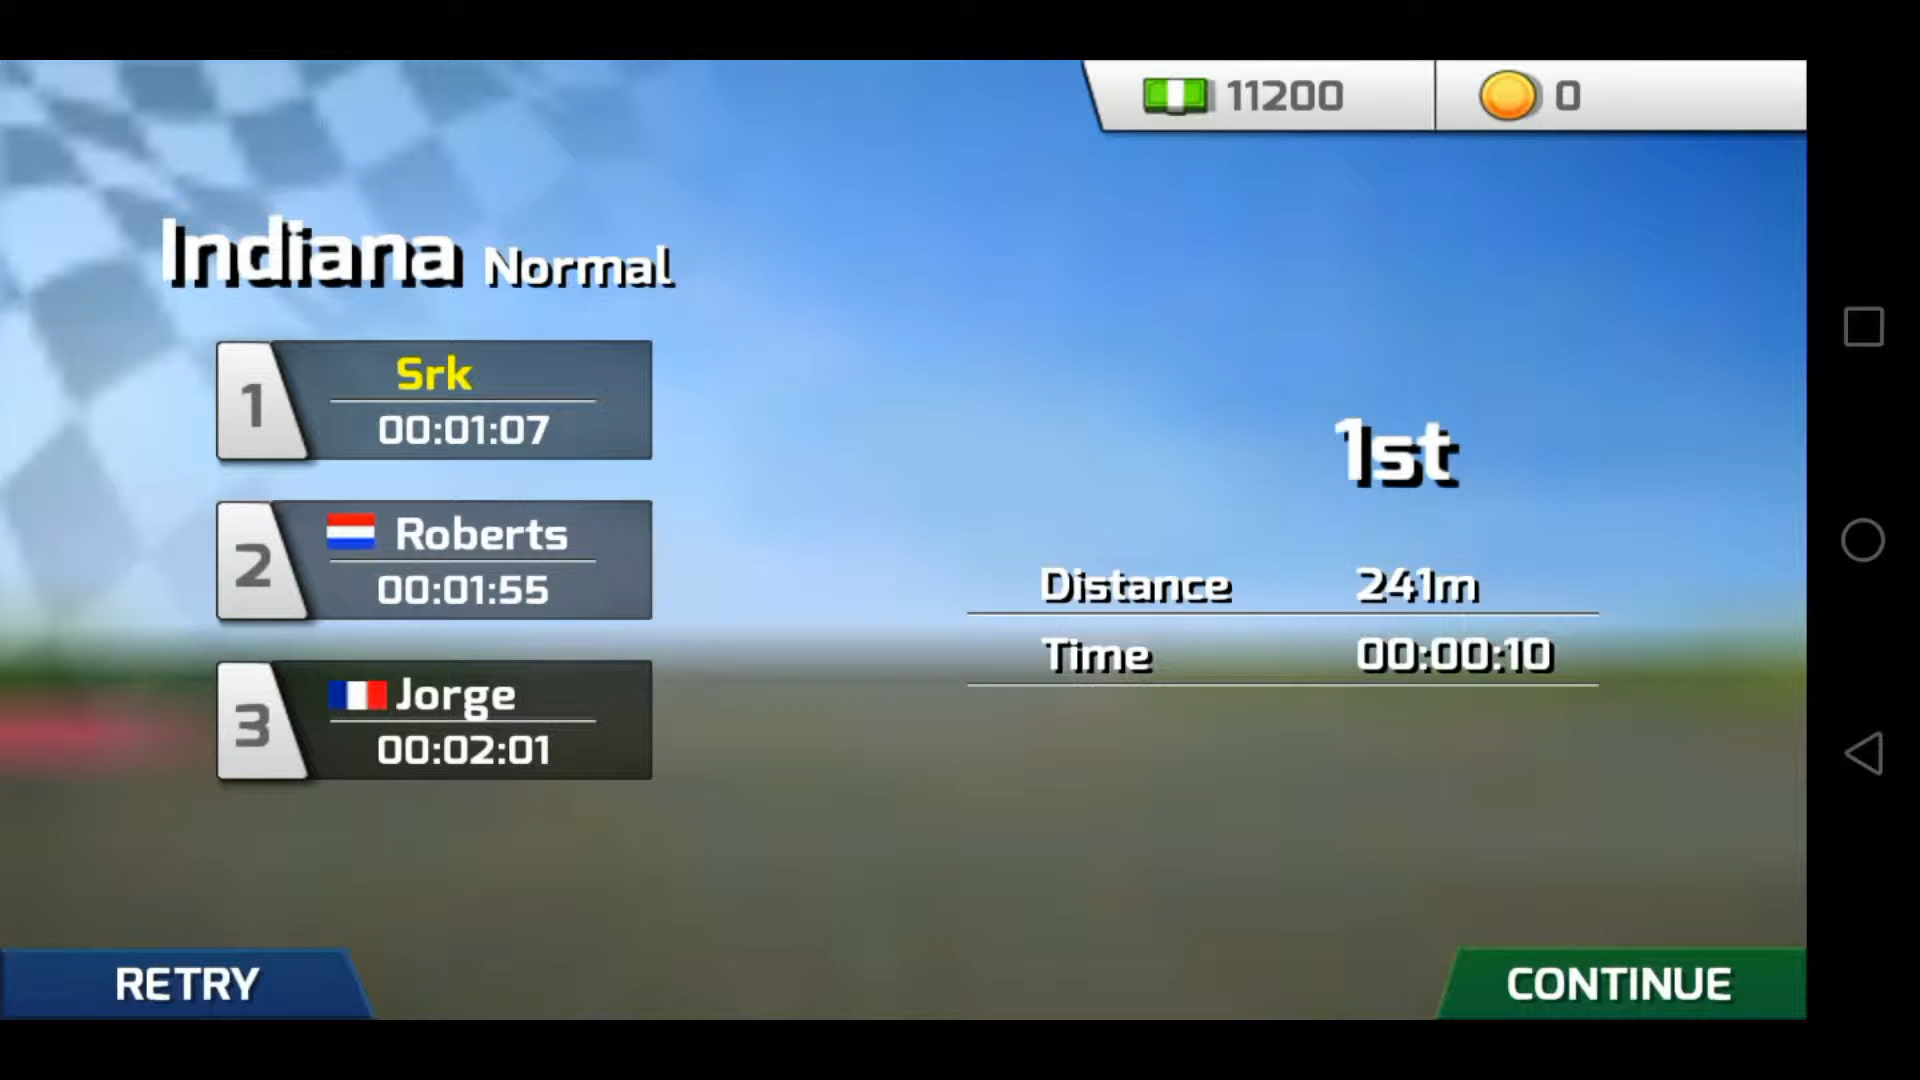 11200
0
Indiana Normal
1
Srk
00:01:07
2
Roberts
00:01:55
3
Jorge
00:02:01
1st
Distance 241m
Time 00:00:10
RETRY
CONTINUE